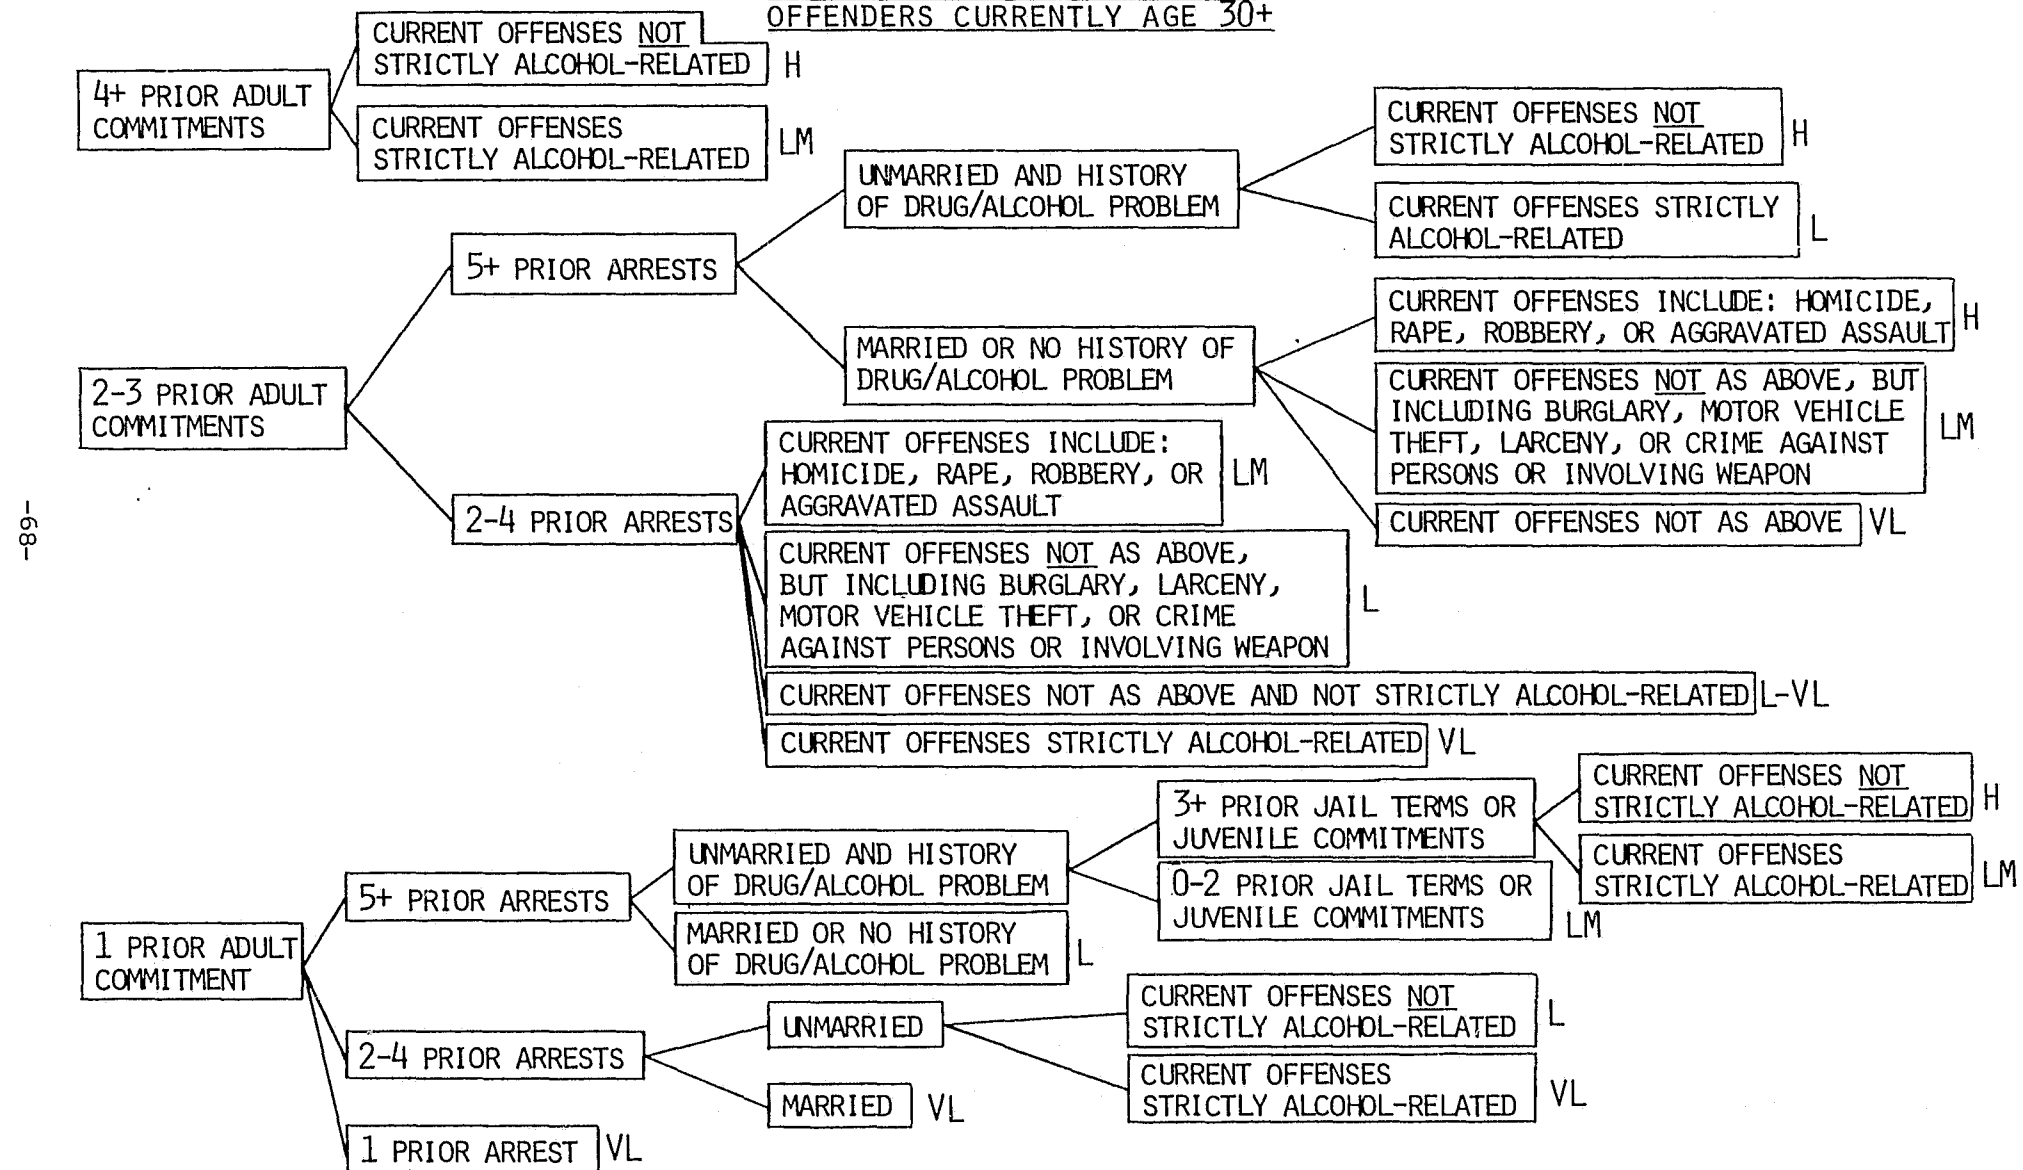 OFFENDERS CURRENTLY AGE 30+
4+ PRIOR ADULT
COMMITMENTS
CURRENT OFFENSES NOT
STRICTLY ALCOHOL-RELATED
H
CURRENT OFFENSES
STRICTLY ALCOHOL-RELATED
LM
2-3 PRIOR ADULT
COMMITMENTS
5+ PRIOR ARRESTS
UNMARRIED AND HISTORY
OF DRUG/ALCOHOL PROBLEM
CURRENT OFFENSES NOT
STRICTLY ALCOHOL-RELATED
H
CURRENT OFFENSES STRICTLY
ALCOHOL-RELATED
L
MARRIED OR NO HISTORY OF
DRUG/ALCOHOL PROBLEM
CURRENT OFFENSES INCLUDE: HOMICIDE,
RAPE, ROBBERY, OR AGGRAVATED ASSAULT
H
CURRENT OFFENSES NOT AS ABOVE, BUT
INCLUDING BURGLARY, MOTOR VEHICLE
THEFT, LARCENY, OR CRIME AGAINST
PERSONS OR INVOLVING WEAPON
LM
CURRENT OFFENSES NOT AS ABOVE
VL
2-4 PRIOR ARRESTS
CURRENT OFFENSES INCLUDE:
HOMICIDE, RAPE, ROBBERY, OR
AGGRAVATED ASSAULT
LM
CURRENT OFFENSES NOT AS ABOVE,
BUT INCLUDING BURGLARY, LARCENY,
MOTOR VEHICLE THEFT, OR CRIME
AGAINST PERSONS OR INVOLVING WEAPON
L
CURRENT OFFENSES NOT AS ABOVE AND NOT STRICTLY ALCOHOL-RELATED
L-VL
CURRENT OFFENSES STRICTLY ALCOHOL-RELATED
VL
1 PRIOR ADULT
COMMITMENT
5+ PRIOR ARRESTS
UNMARRIED AND HISTORY
OF DRUG/ALCOHOL PROBLEM
3+ PRIOR JAIL TERMS OR
JUVENILE COMMITMENTS
CURRENT OFFENSES NOT
STRICTLY ALCOHOL-RELATED
H
CURRENT OFFENSES
STRICTLY ALCOHOL-RELATED
LM
0-2 PRIOR JAIL TERMS OR
JUVENILE COMMITMENTS
LM
MARRIED OR NO HISTORY
OF DRUG/ALCOHOL PROBLEM
L
2-4 PRIOR ARRESTS
UNMARRIED
CURRENT OFFENSES NOT
STRICTLY ALCOHOL-RELATED
L
CURRENT OFFENSES
STRICTLY ALCOHOL-RELATED
VL
MARRIED
VL
1 PRIOR ARREST
VL
-69-